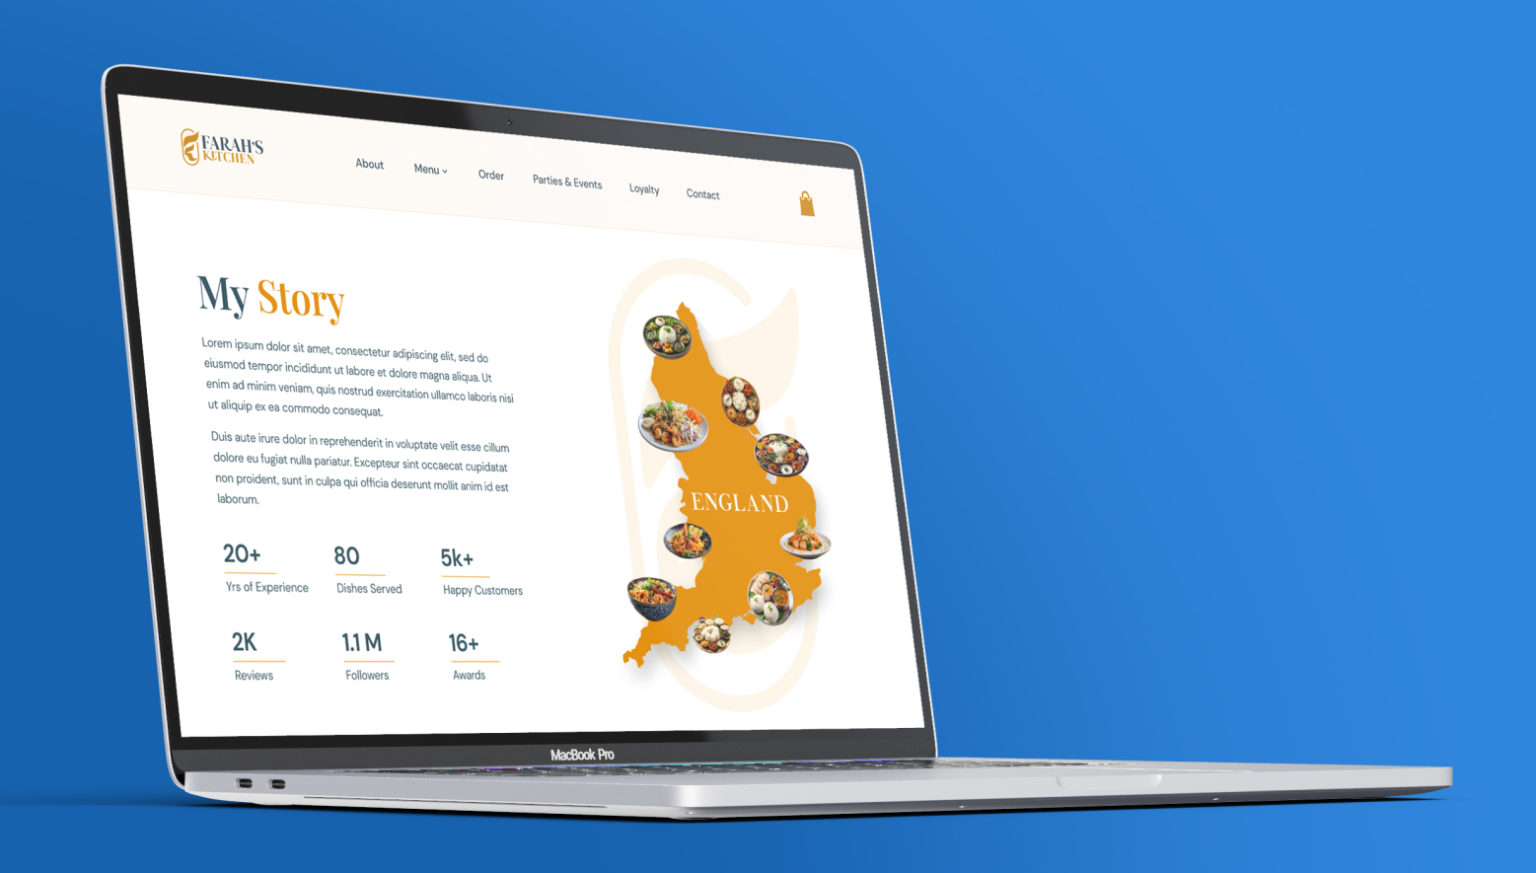 FARAH'S
KITCHEN
About
Menu
Order
Parties & Events
Loyalty
Contact
My Story
Lorem ipsum dolor sit amet, consectetur adipiscing elit, sed do
eiusmod tempor incididunt ut labore et dolore magna aliqua. Ut
enim ad minim veniam, quis nostrud exercitation ullamco laboris nisi
ut aliquip ex ea commodo consequat.
Duis aute irure dolor in reprehenderit in voluptate velit esse cillum
dolore eu fugiat nulla pariatur. Excepteur sint occaecat cupidatat
non proident, sunt in culpa qui officia deserunt mollit anim id est
laborum.
20+
Yrs of Experience
80
Dishes Served
5k+
Happy Customers
2K
Reviews
1.1 M
Followers
16+
Awards
ENGLAND
MacBook Pro